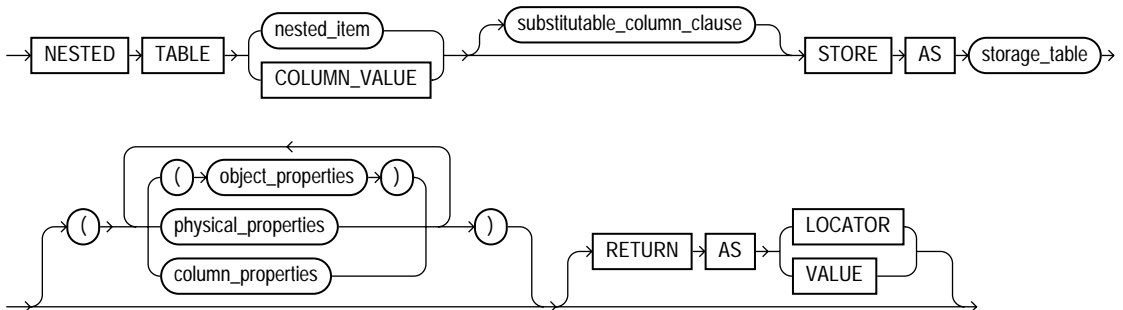 nested_item
substitutable_column_clause
NESTED TABLE STORE AS storage_table
COLUMN_VALUE
( object_properties )
( physical_properties )
column_properties
RETURN AS LOCATOR
VALUE